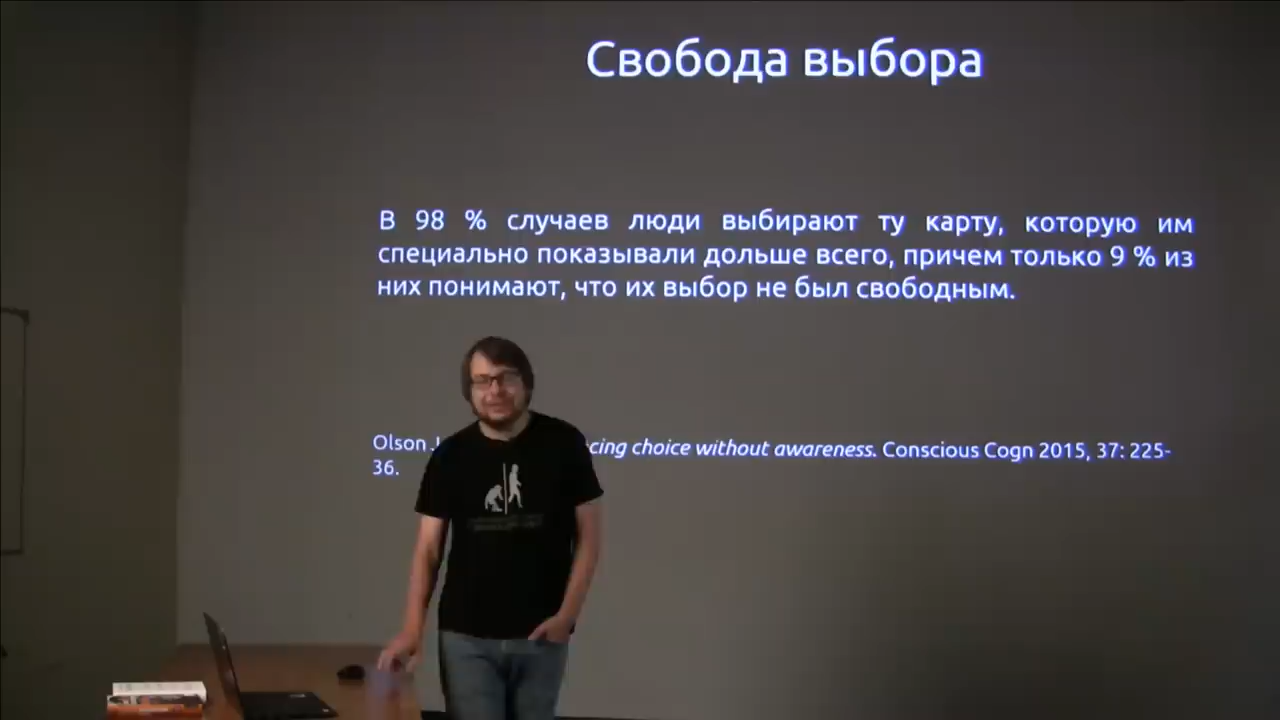 Свобода выбора
В 98 % случаев люди выбирают ту карту, которую им
специально показывали дольше всего, причем только 9 % из
них понимают, что их выбор не был свободным.
Olson choice without awareness. Conscious Cogn 2015, 37: 225-
36.